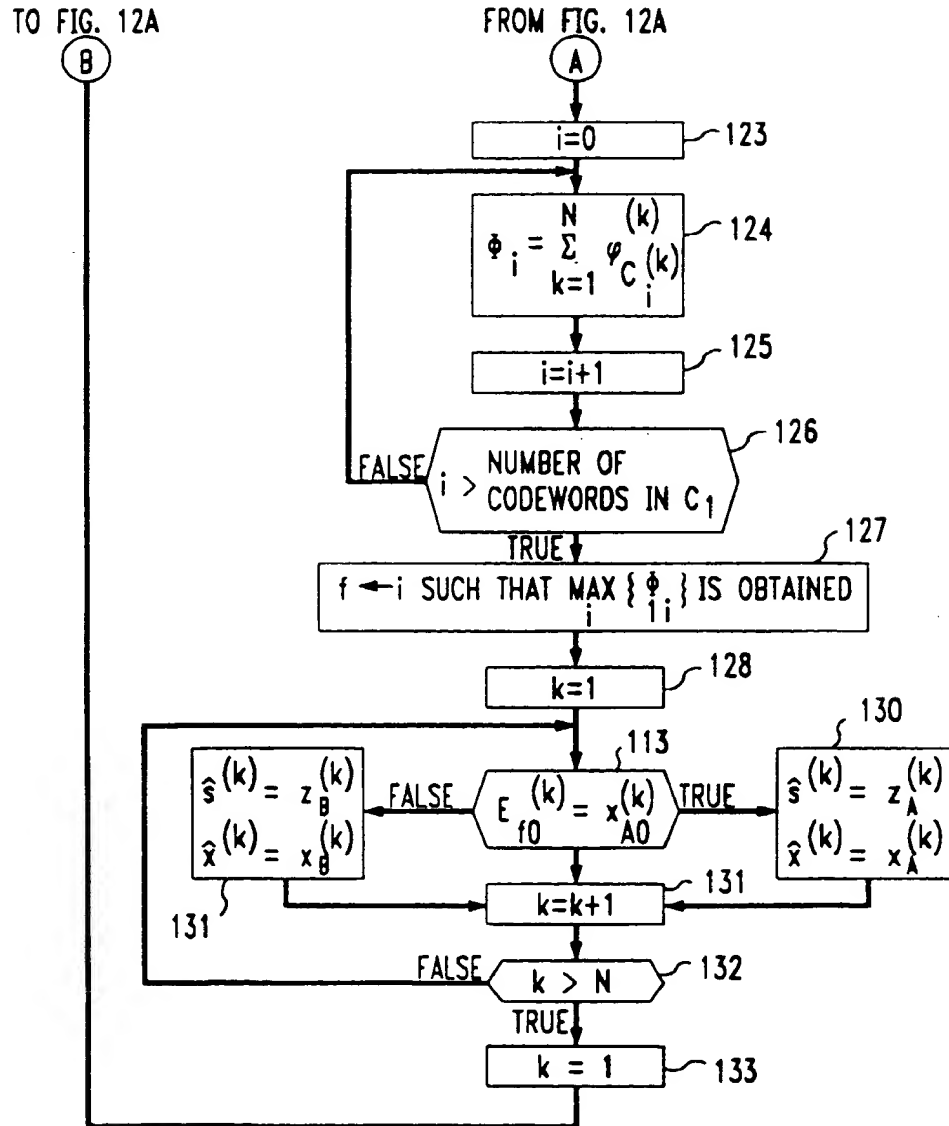 TO FIG. 12A
FROM FIG. 12A
B
A
i=0
123
Φ_i = Σ_{k=1}^{N} φ_{C_i^{(k)}}^{(k)}
124
i=i+1
125
126
FALSE
i > NUMBER OF
CODEWORDS IN C_1
TRUE
127
f ← i SUCH THAT MAX_i { Φ_{1i} } IS OBTAINED
k=1
128
130
113
ŝ^(k) = z_B^(k)
x̂^(k) = x_B^(k)
FALSE
E_{f0}^(k) = x_{A0}^(k)
TRUE
ŝ^(k) = z_A^(k)
x̂^(k) = x_A^(k)
131
k=k+1
131
FALSE
k > N
132
TRUE
k = 1
133